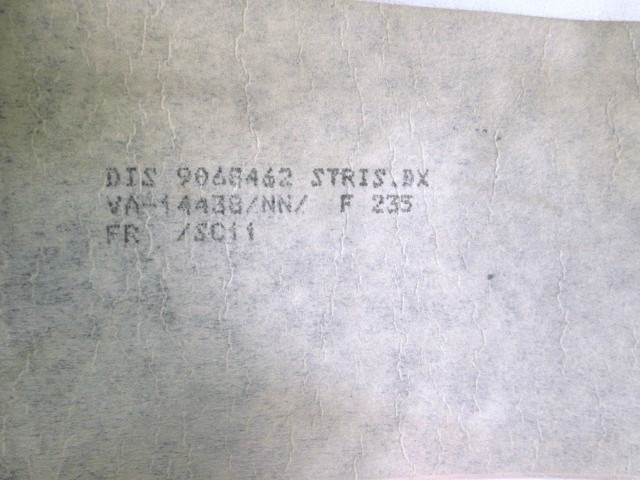 DIS 9068462 STRIS.DX
VA-14438/NN/ F 235
FR /SC11